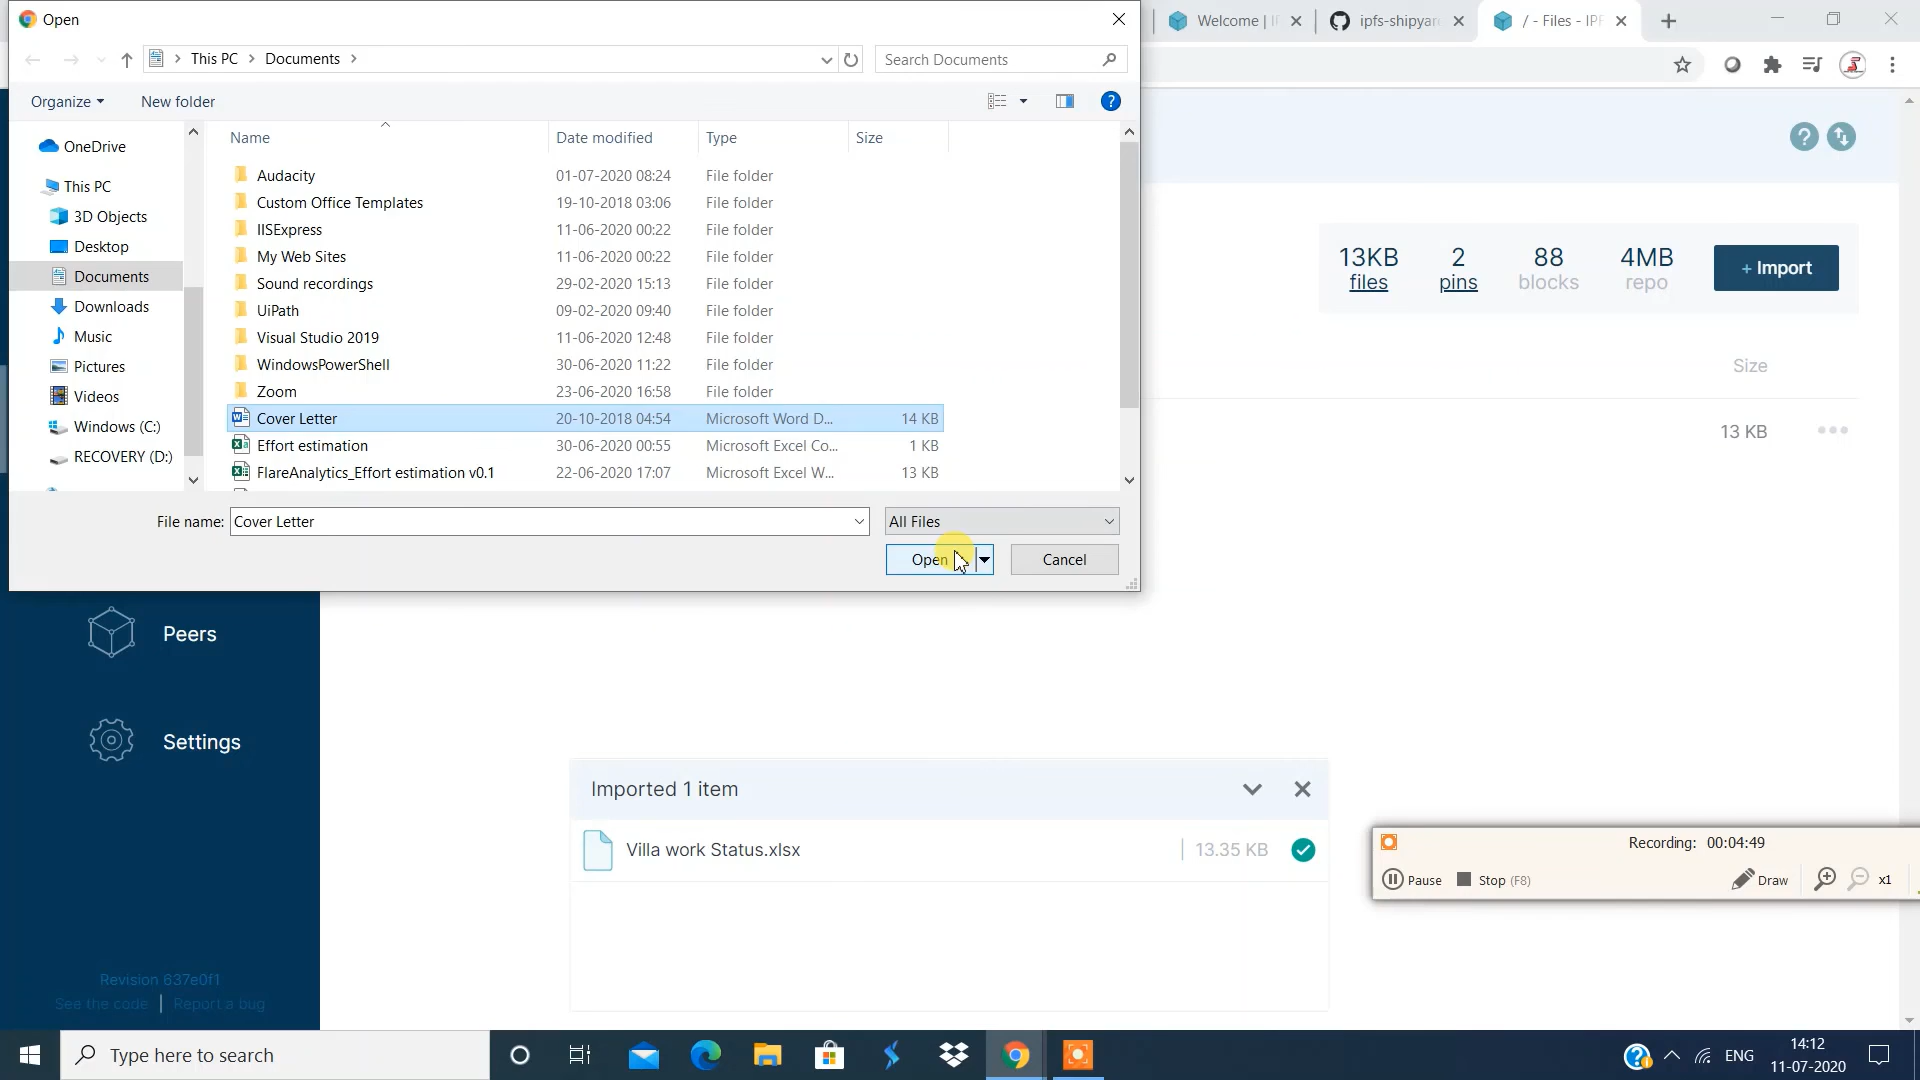 Open
Welcome | I
ipfs-shipyar
/ - Files - IPF
This PC
Documents
Search Documents
Organize
New folder
Name
Date modified
Type
Size
OneDrive
This PC
3D Objects
Desktop
Documents
Downloads
Music
Pictures
Videos
Windows (C:)
RECOVERY (D:)
Audacity 01-07-2020 08:24 File folder
Custom Office Templates 19-10-2018 03:06 File folder
IISExpress 11-06-2020 00:22 File folder
My Web Sites 11-06-2020 00:22 File folder
Sound recordings 29-02-2020 15:13 File folder
UiPath 09-02-2020 09:40 File folder
Visual Studio 2019 11-06-2020 12:48 File folder
WindowsPowerShell 30-06-2020 11:22 File folder
Zoom 23-06-2020 16:58 File folder
Cover Letter 20-10-2018 04:54 Microsoft Word D... 14 KB
Effort estimation 30-06-2020 00:55 Microsoft Excel Co... 1 KB
FlareAnalytics_Effort estimation v0.1 22-06-2020 17:07 Microsoft Excel W... 13 KB
File name: Cover Letter
All Files
Open
Cancel
13KB 2 88 4MB
files pins blocks repo
+ Import
Size
13 KB
Peers
Settings
Revision 637e0f1
See the code | Report a bug
Imported 1 item
Villa work Status.xlsx | 13.35 KB
Recording: 00:04:49
Pause Stop (F8) Draw x1
Type here to search
ENG
14:12
11-07-2020